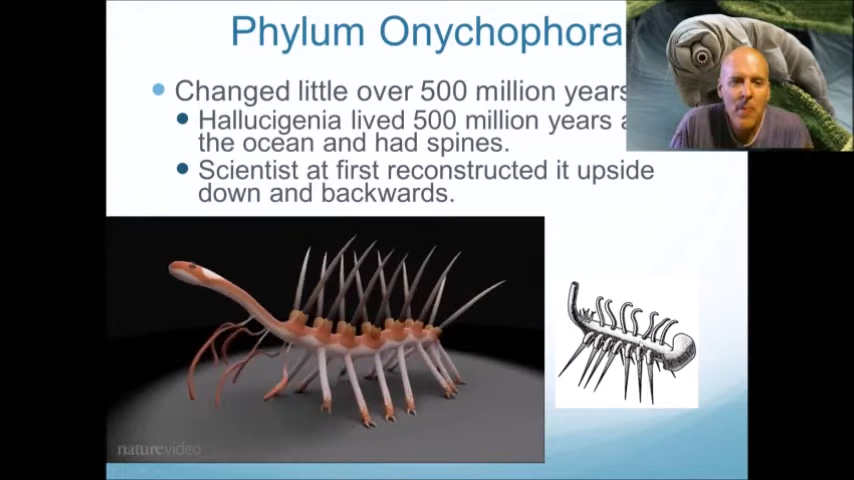 Phylum Onychophora
Changed little over 500 million years
Hallucigenia lived 500 million years
the ocean and had spines.
Scientist at first reconstructed it upside
down and backwards.
naturevideo